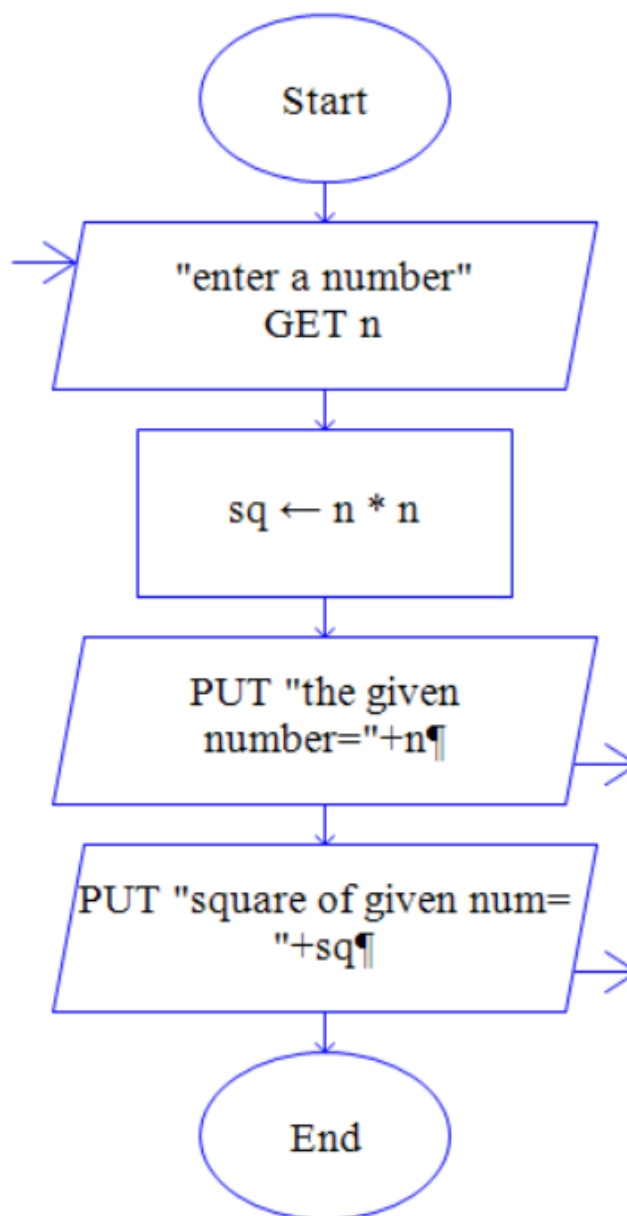 Start
"enter a number"
GET n
sq ← n * n
PUT "the given
number="+n¶
PUT "square of given num=
"+sq¶
End